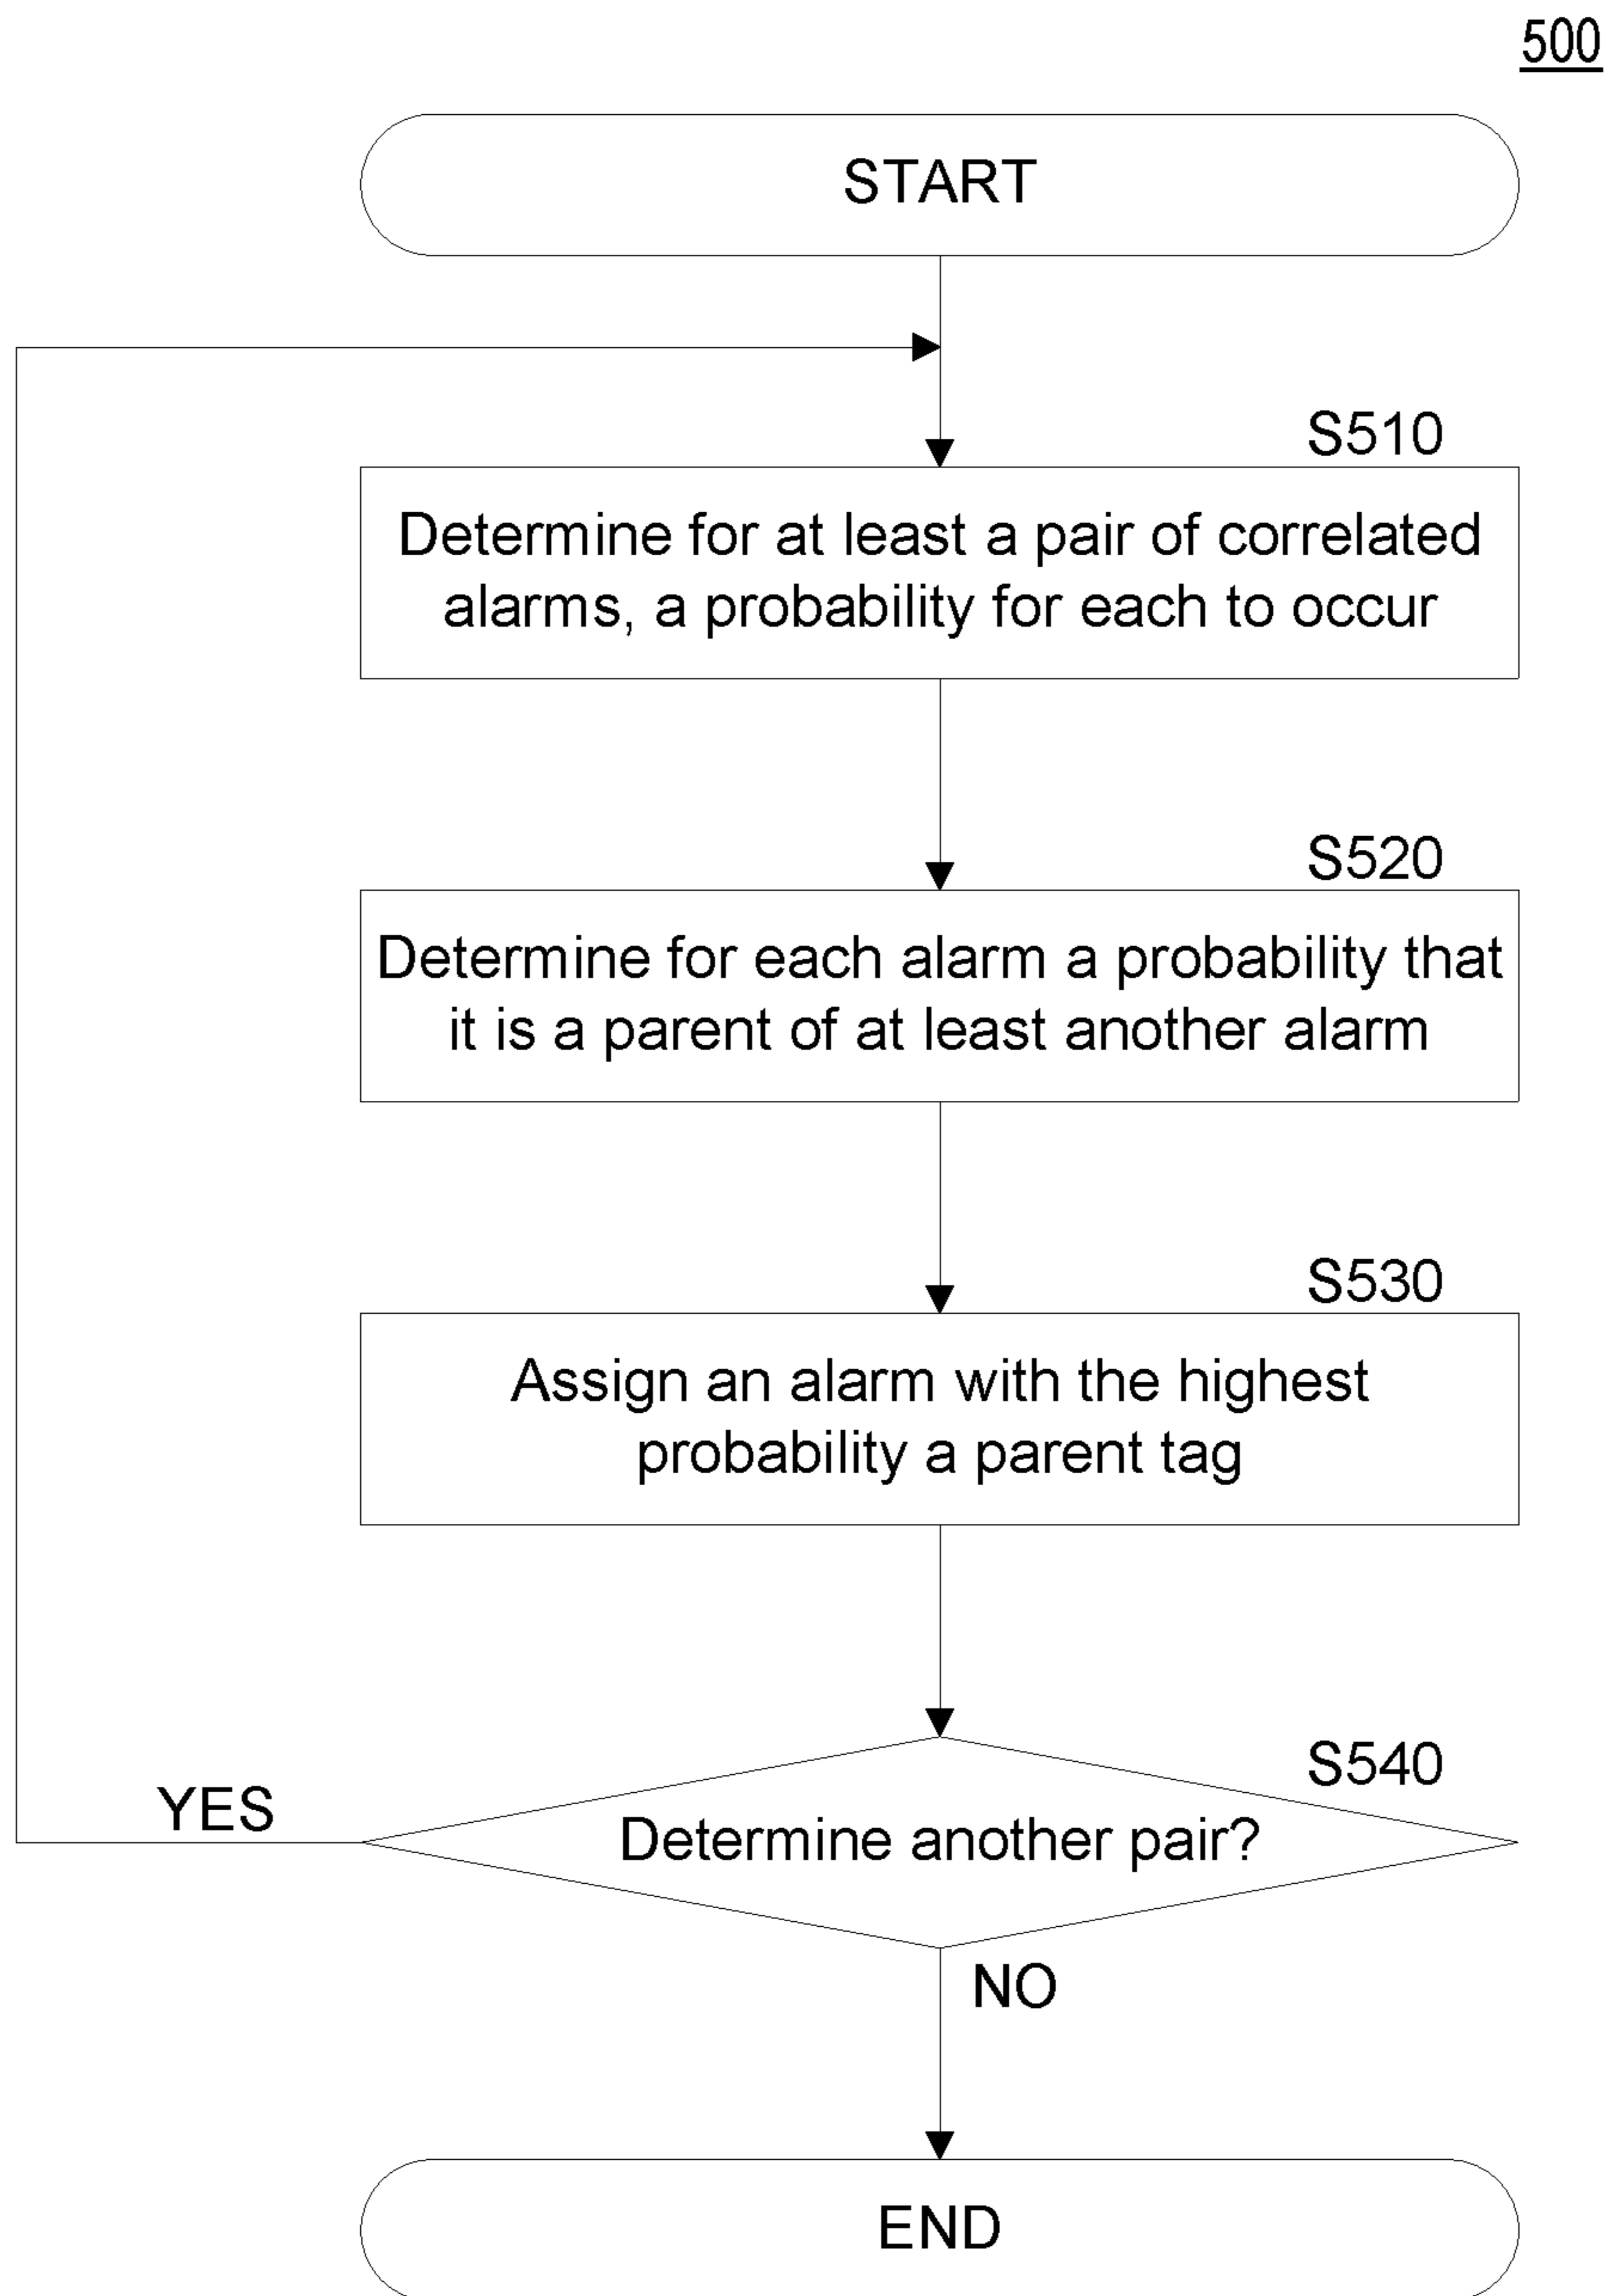 500
START
S510
Determine for at least a pair of correlated
alarms, a probability for each to occur
S520
Determine for each alarm a probability that
it is a parent of at least another alarm
S530
Assign an alarm with the highest
probability a parent tag
S540
YES
Determine another pair?
NO
END